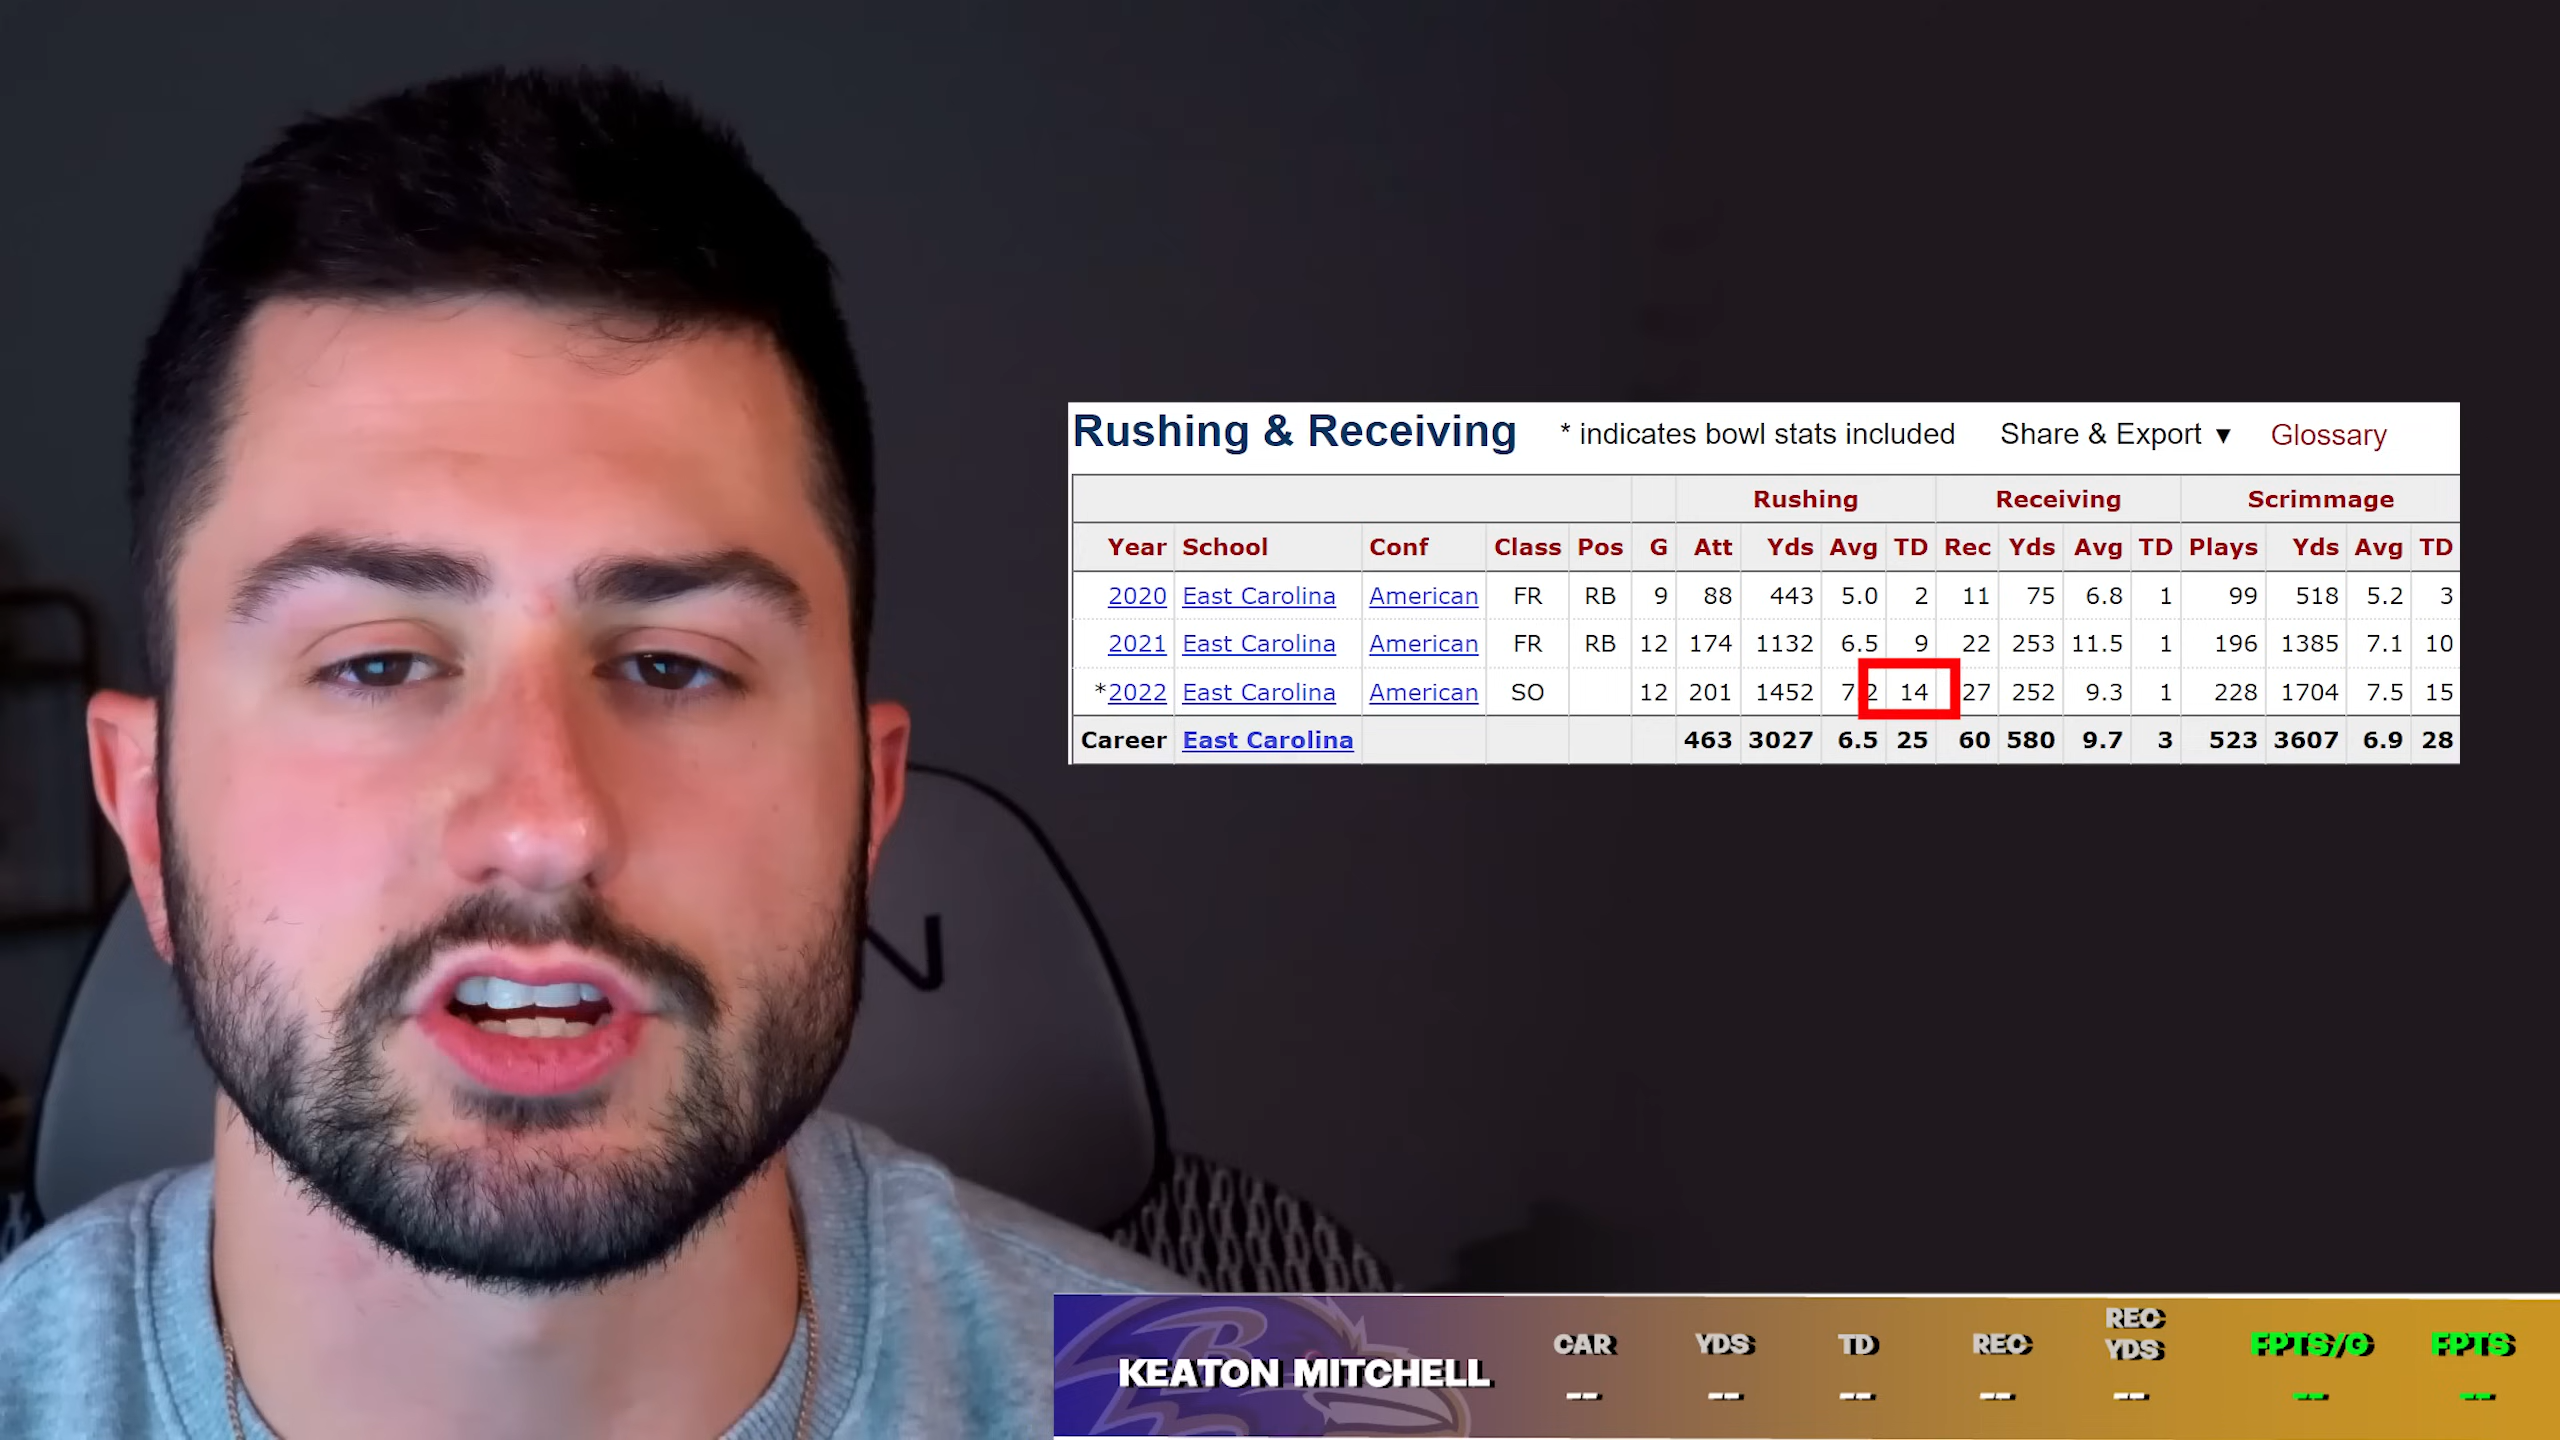 Rushing & Receiving * indicates bowl stats included Share & Export ▼ Glossary
Rushing Receiving Scrimmage
Year School Conf Class Pos G Att Yds Avg TD Rec Yds Avg TD Plays Yds Avg TD
2020 East Carolina American FR RB 9 88 443 5.0 2 11 75 6.8 1 99 518 5.2 3
2021 East Carolina American FR RB 12 174 1132 6.5 9 22 253 11.5 1 196 1385 7.1 10
*2022 East Carolina American SO 12 201 1452 7.2 14 27 252 9.3 1 228 1704 7.5 15
Career East Carolina 463 3027 6.5 25 60 580 9.7 3 523 3607 6.9 28
KEATON MITCHELL
CAR YDS TD REC REC YDS FPTS/G FPTS
-- -- -- -- -- -- --